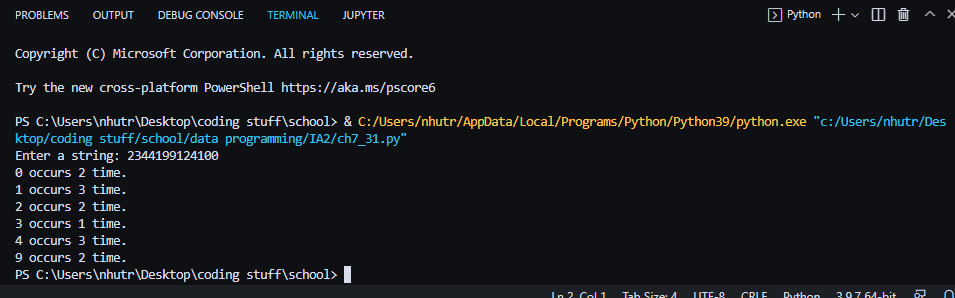 PROBLEMS OUTPUT DEBUG CONSOLE TERMINAL JUPYTER Python
Copyright (C) Microsoft Corporation. All rights reserved.
Try the new cross-platform PowerShell https://aka.ms/pscore6
PS C:\Users\nhutr\Desktop\coding stuff\school> & C:/Users/nhutr/AppData/Local/Programs/Python/Python39/python.exe "c:/Users/nhutr/Des
ktop/coding stuff/school/data programming/IA2/ch7_31.py"
Enter a string: 2344199124100
0 occurs 2 time.
1 occurs 3 time.
2 occurs 2 time.
3 occurs 1 time.
4 occurs 3 time.
9 occurs 2 time.
PS C:\Users\nhutr\Desktop\coding stuff\school>
Ln 2, Col 1 Tab Size: 4 UTF-8 CRLF Python 3.9.7 64-bit